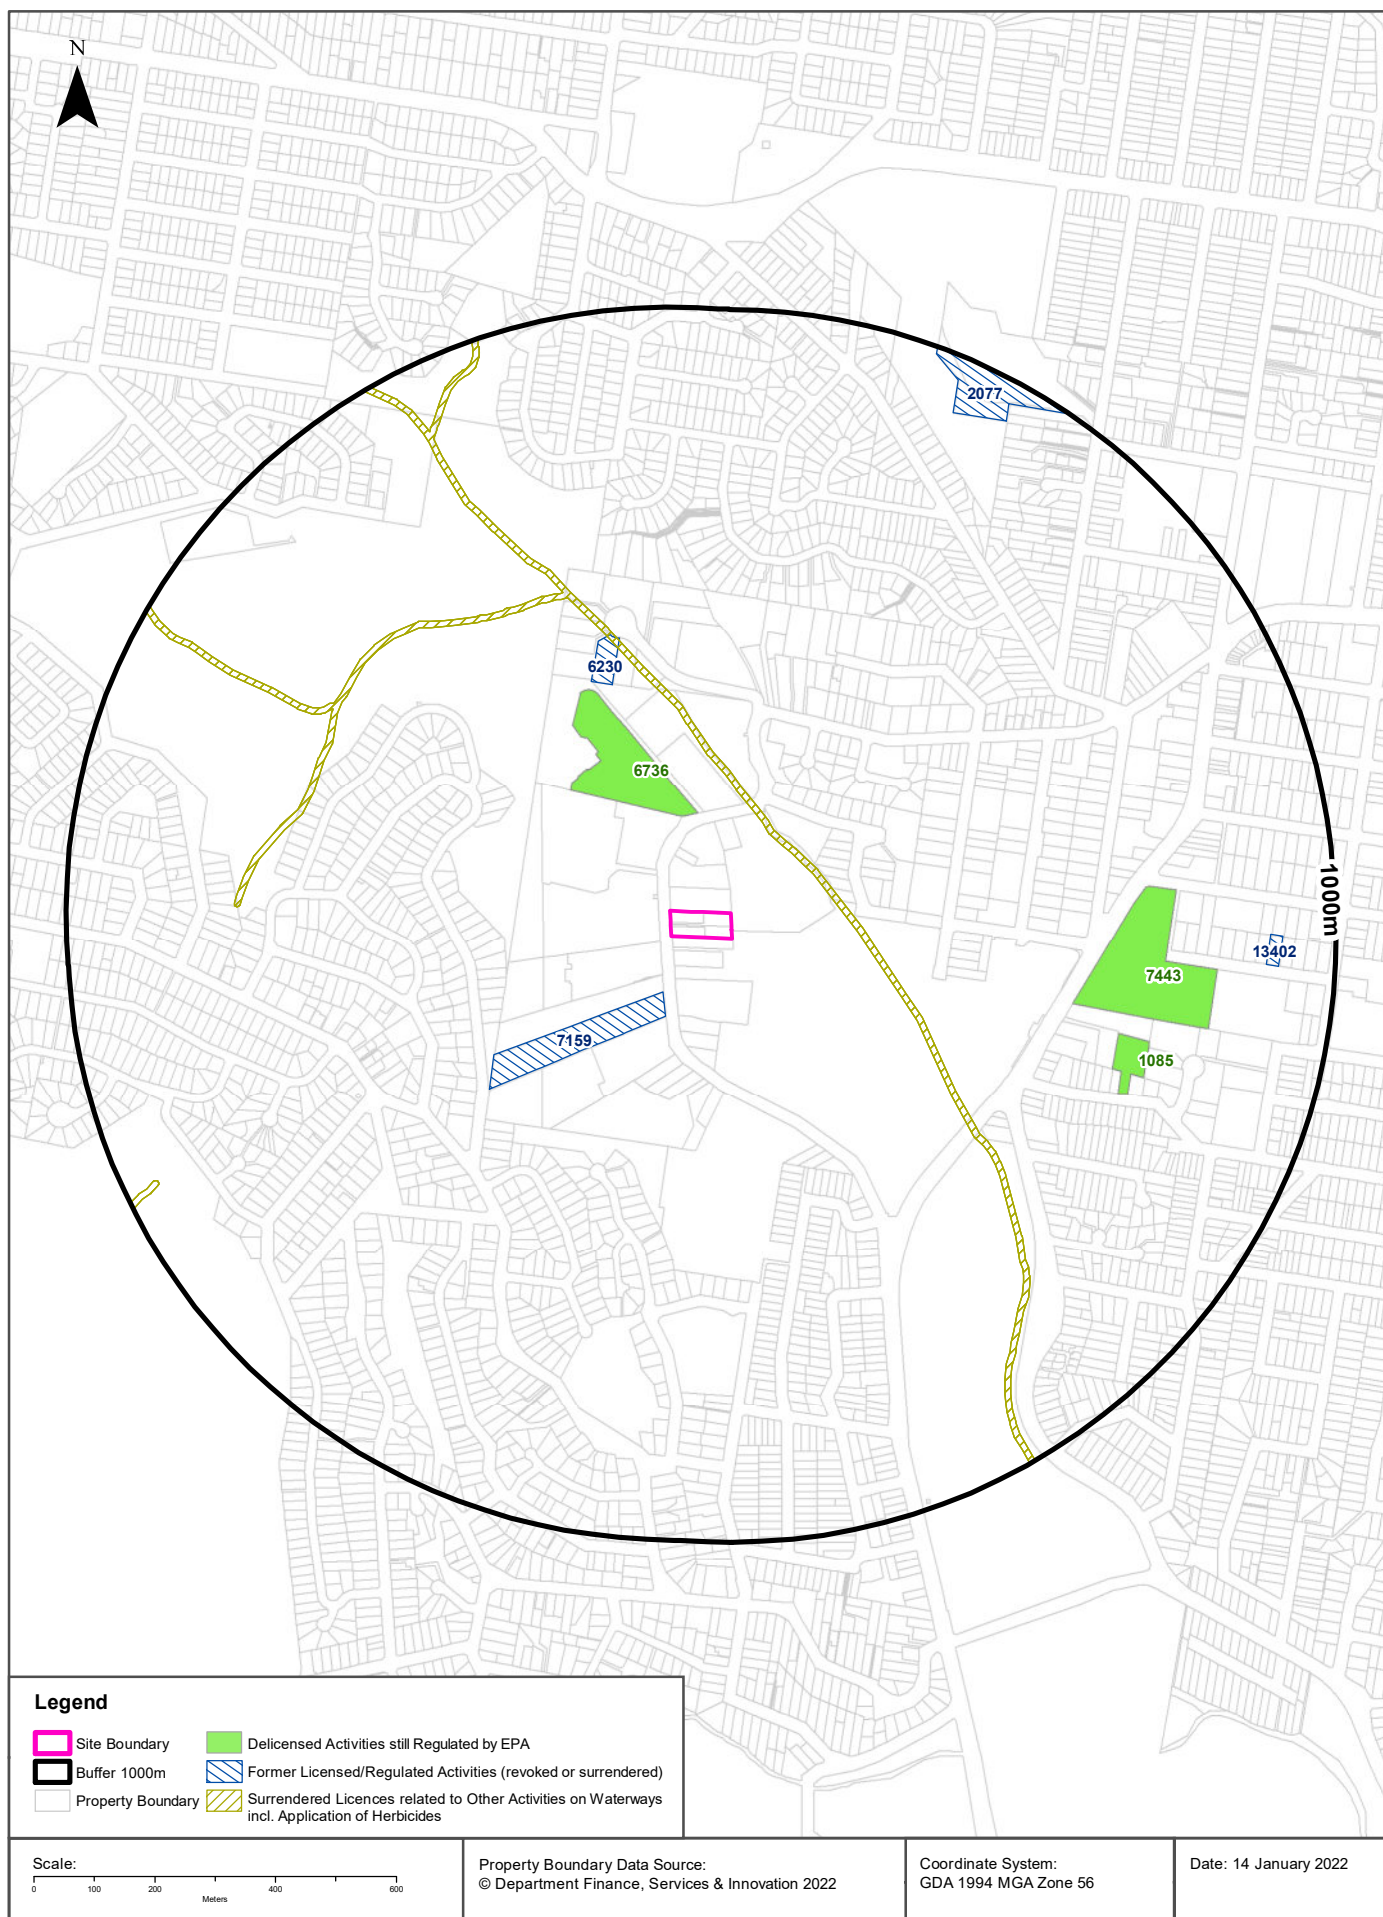 N
2077
6230
6736
1000m
13402
7443
7159
1085
Legend
Site Boundary
Delicensed Activities still Regulated by EPA
Buffer 1000m
Former Licensed/Regulated Activities (revoked or surrendered)
Property Boundary
Surrendered Licences related to Other Activities on Waterways
incl. Application of Herbicides
Scale:
0 100 200 400 600
Meters
Property Boundary Data Source:
© Department Finance, Services & Innovation 2022
Coordinate System:
GDA 1994 MGA Zone 56
Date: 14 January 2022